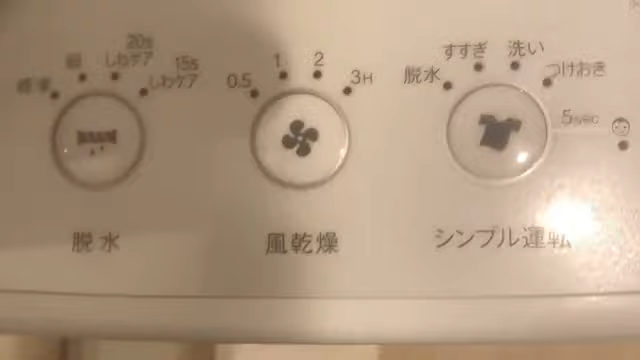 標準 弱 20s しわケア 15s しわケア
0.5 1 2 3H
脱水 すすぎ 洗い つけおき
5sec
脱水 風乾燥 シンプル運転